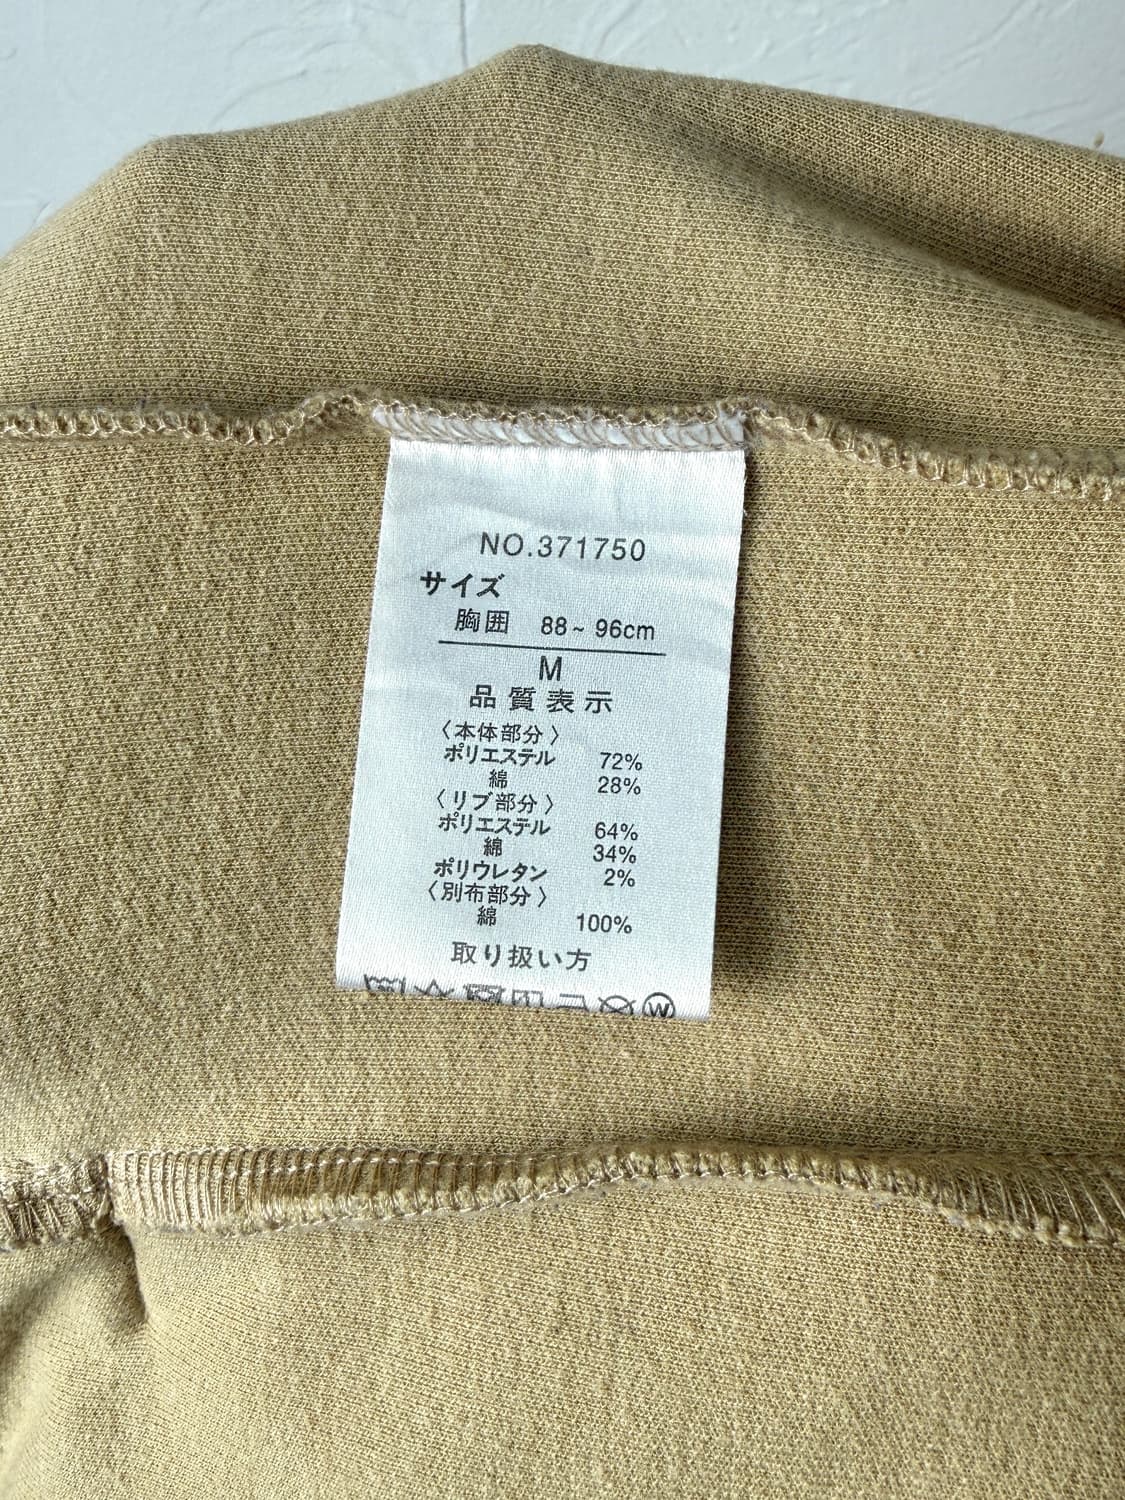 NO.371750
サイズ
胸囲 88~96cm
M
品質表示
〈本体部分〉
ポリエステル 72%
綿 28%
〈リブ部分〉
ポリエステル 64%
綿 34%
ポリウレタン 2%
〈別布部分〉
綿 100%
取り扱い方
W